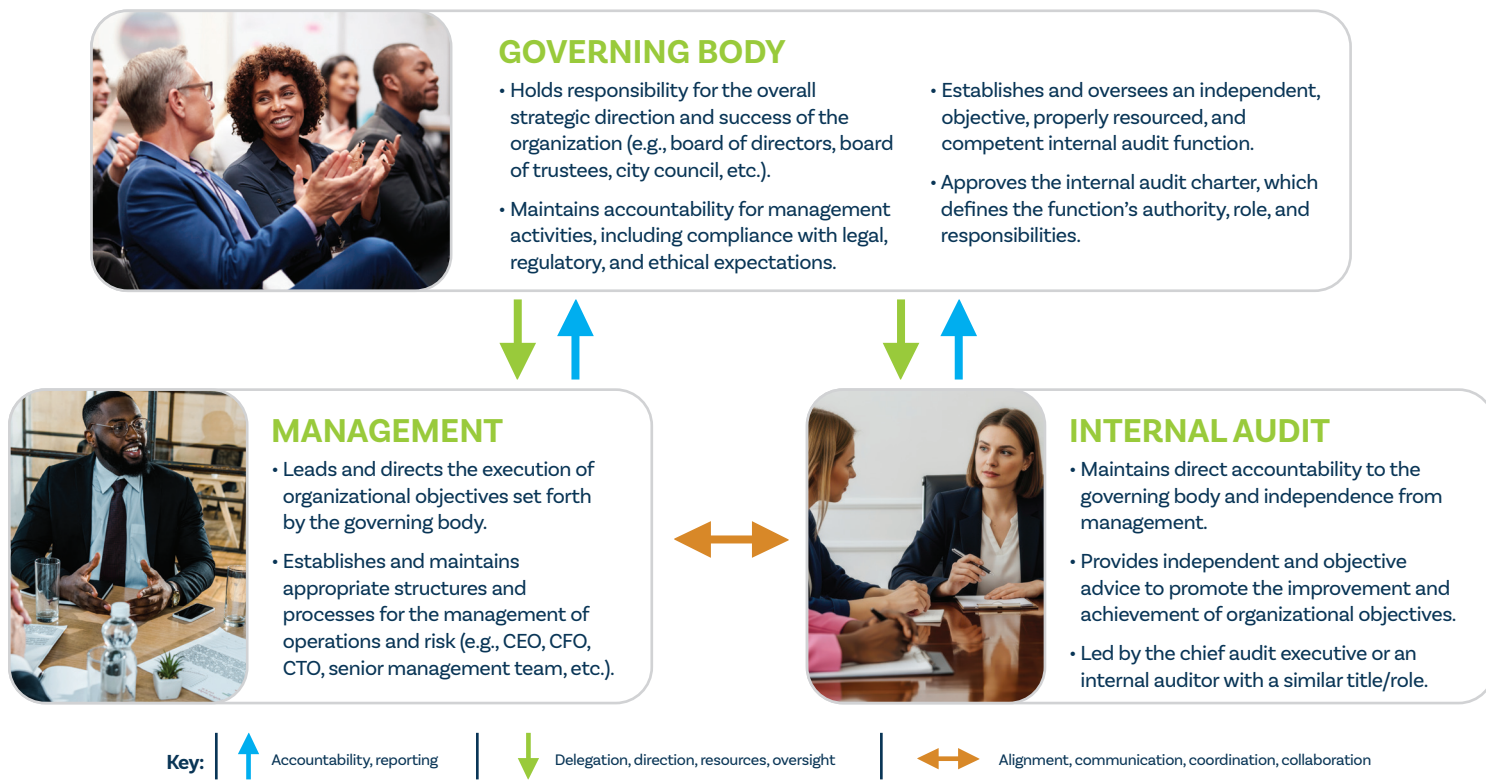 GOVERNING BODY
• Holds responsibility for the overall
strategic direction and success of the
organization (e.g., board of directors, board
of trustees, city council, etc.).
• Maintains accountability for management
activities, including compliance with legal,
regulatory, and ethical expectations.
• Establishes and oversees an independent,
objective, properly resourced, and
competent internal audit function.
• Approves the internal audit charter, which
defines the function’s authority, role, and
responsibilities.
MANAGEMENT
• Leads and directs the execution of
organizational objectives set forth
by the governing body.
• Establishes and maintains
appropriate structures and
processes for the management of
operations and risk (e.g., CEO, CFO,
CTO, senior management team, etc.).
INTERNAL AUDIT
• Maintains direct accountability to the
governing body and independence from
management.
• Provides independent and objective
advice to promote the improvement and
achievement of organizational objectives.
• Led by the chief audit executive or an
internal auditor with a similar title/role.
Key:
Accountability, reporting
Delegation, direction, resources, oversight
Alignment, communication, coordination, collaboration